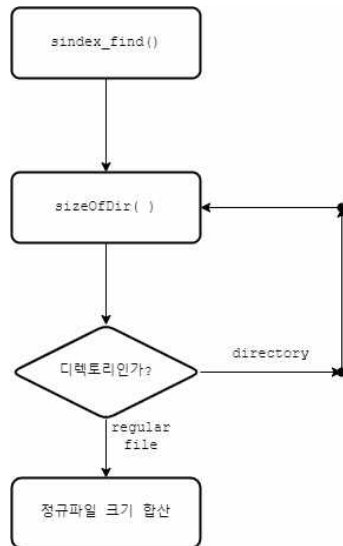 sindex_find()
sizeOfDir( )
디렉토리인가?
directory
regular
file
정규파일 크기 합산